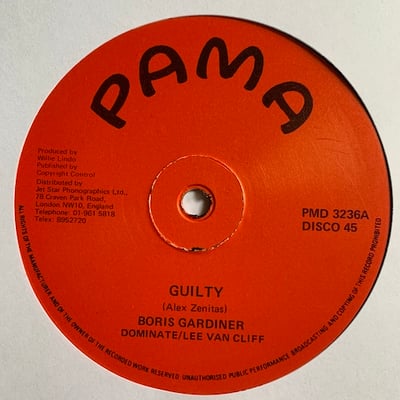 PAMA
Produced by
Willie Lindo
Published by
Copyright Control
Distributed by
Jet Star Phonographics Ltd.,
78 Craven Park Road,
London NW10, England
Telephone: 01-961 5818
Telex: 8952720
PMD 3236A
DISCO 45
GUILTY
(Alex Zenitas)
BORIS GARDINER
DOMINATE/LEE VAN CLIFF
ALL RIGHTS OF THE MANUFACTURER AND OF THE OWNER OF THE RECORDED WORK RESERVED UNAUTHORISED PUBLIC PERFORMANCE BROADCASTING AND COPYING OF THIS RECORD PROHIBITED